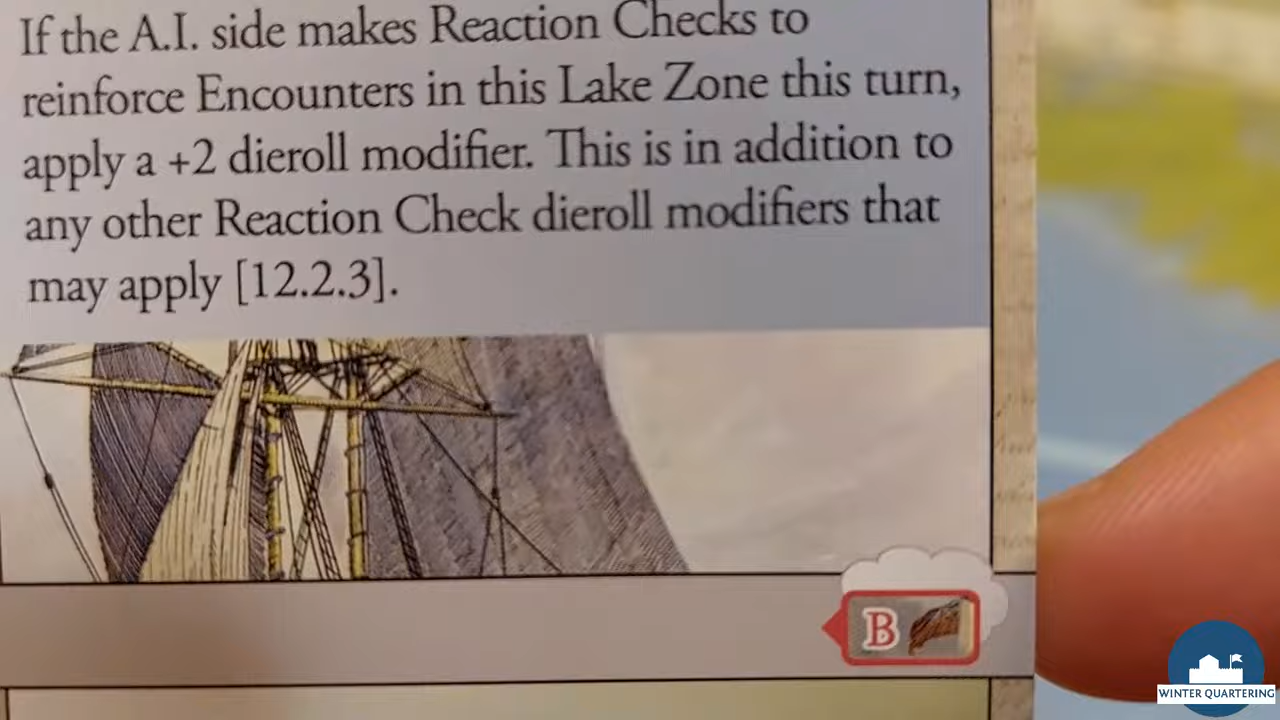 If the A.I. side makes Reaction Checks to
reinforce Encounters in this Lake Zone this turn,
apply a +2 dieroll modifier. This is in addition to
any other Reaction Check dieroll modifiers that
may apply [12.2.3].
B
WINTER QUARTERING